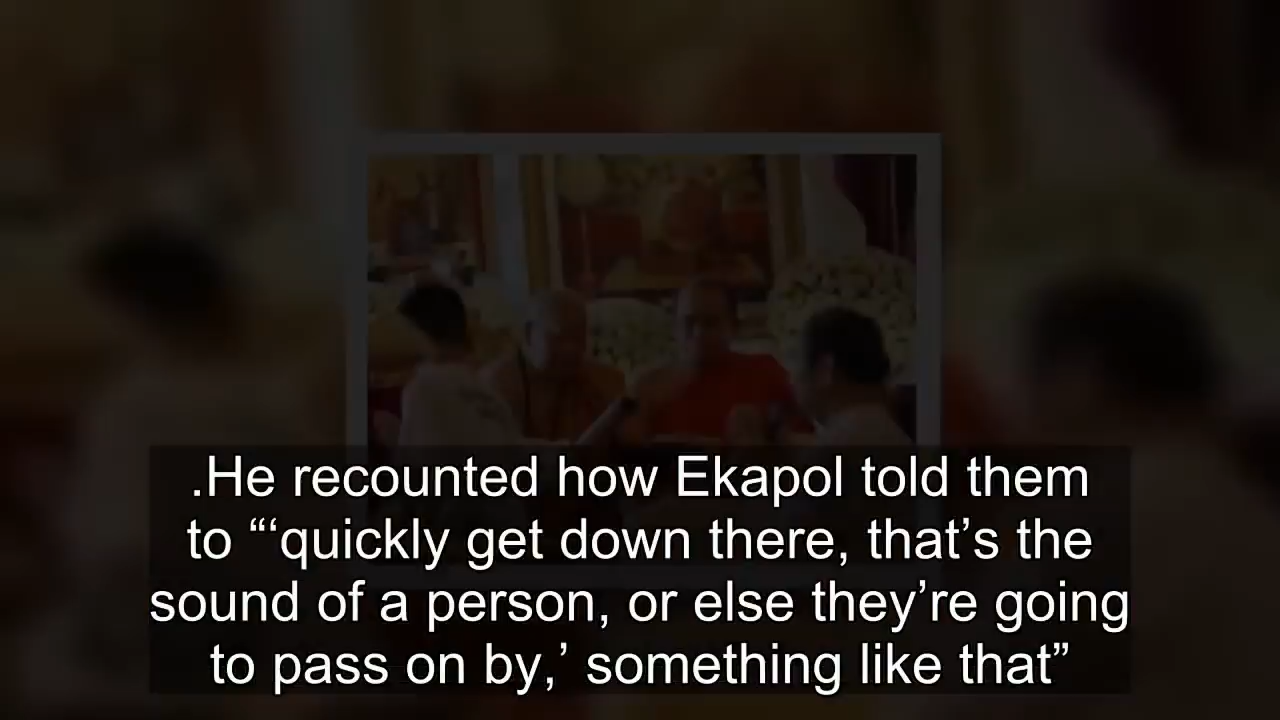 .He recounted how Ekapol told them
to “‘quickly get down there, that’s the
sound of a person, or else they’re going
to pass on by,’ something like that”